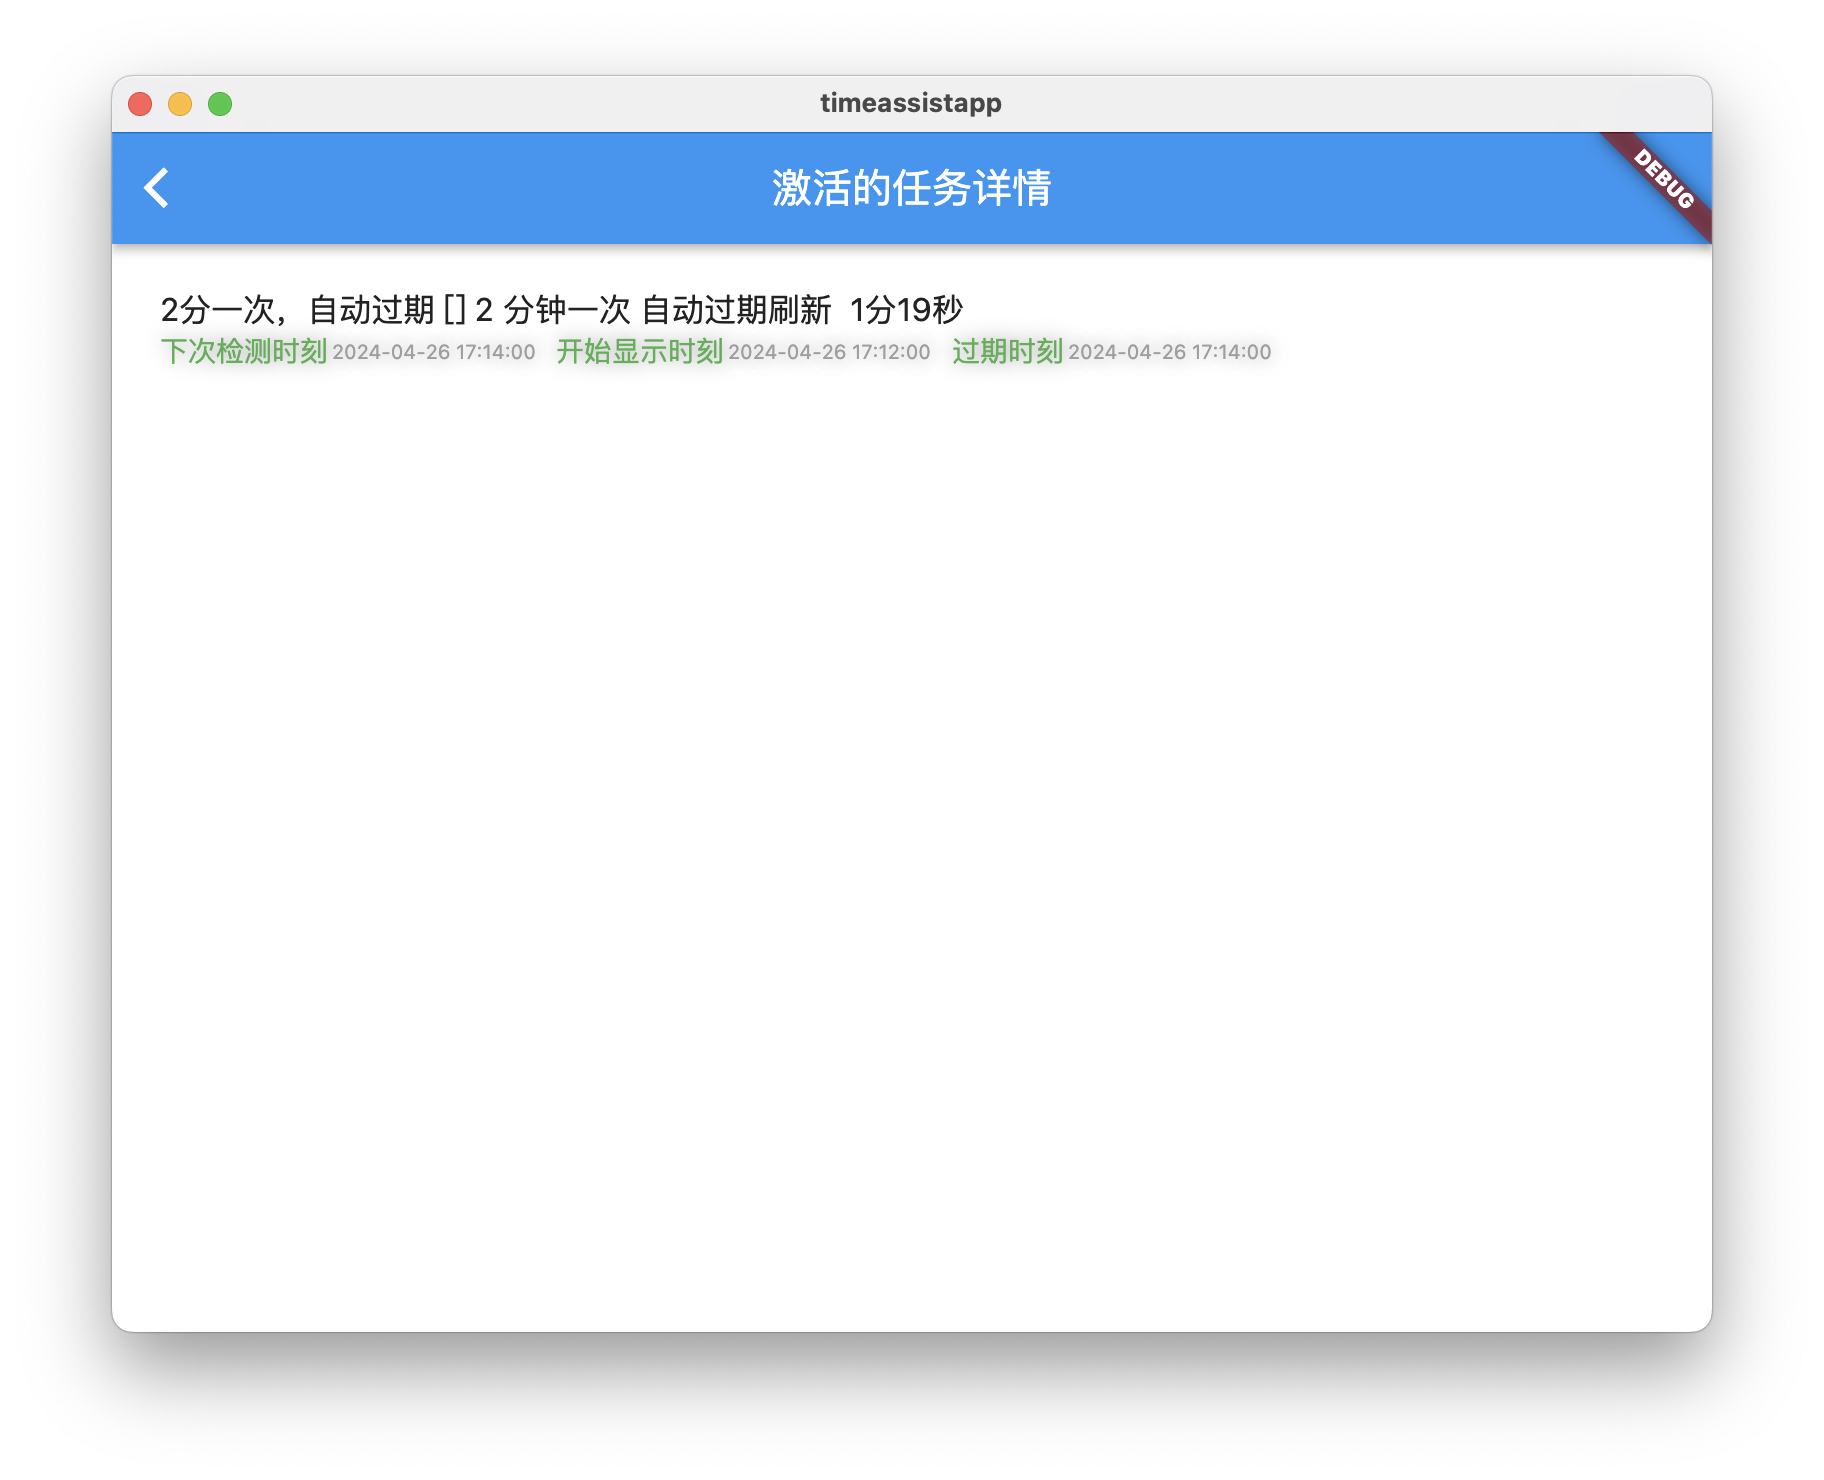 timeassistapp
激活的任务详情
DEBUG
2分一次，自动过期 [] 2 分钟一次 自动过期刷新  1分19秒
下次检测时刻 2024-04-26 17:14:00 开始显示时刻 2024-04-26 17:12:00 过期时刻 2024-04-26 17:14:00